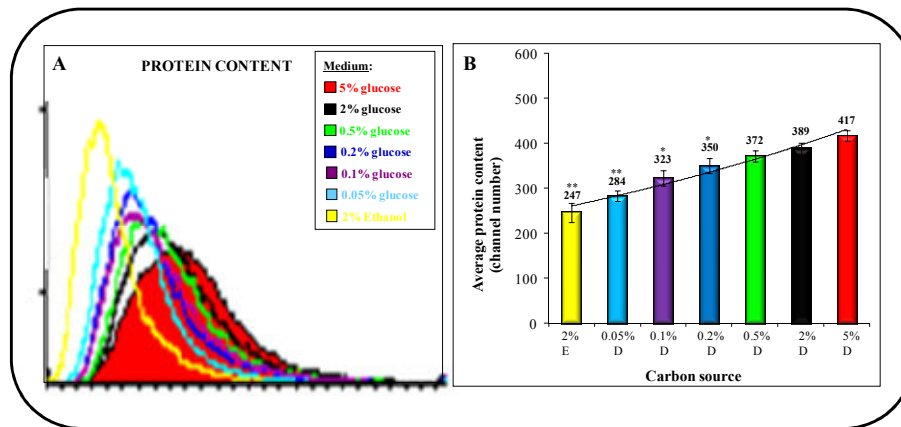 A
PROTEIN CONTENT
Medium:
5% glucose
2% glucose
0.5% glucose
0.2% glucose
0.1% glucose
0.05% glucose
2% Ethanol
B
Average protein content
(channel number)
600
500
400
300
200
100
0
**
247
**
284
*
323
*
350
372
389
417
2% 0.05% 0.1% 0.2% 0.5% 2% 5%
E D D D D D D
Carbon source